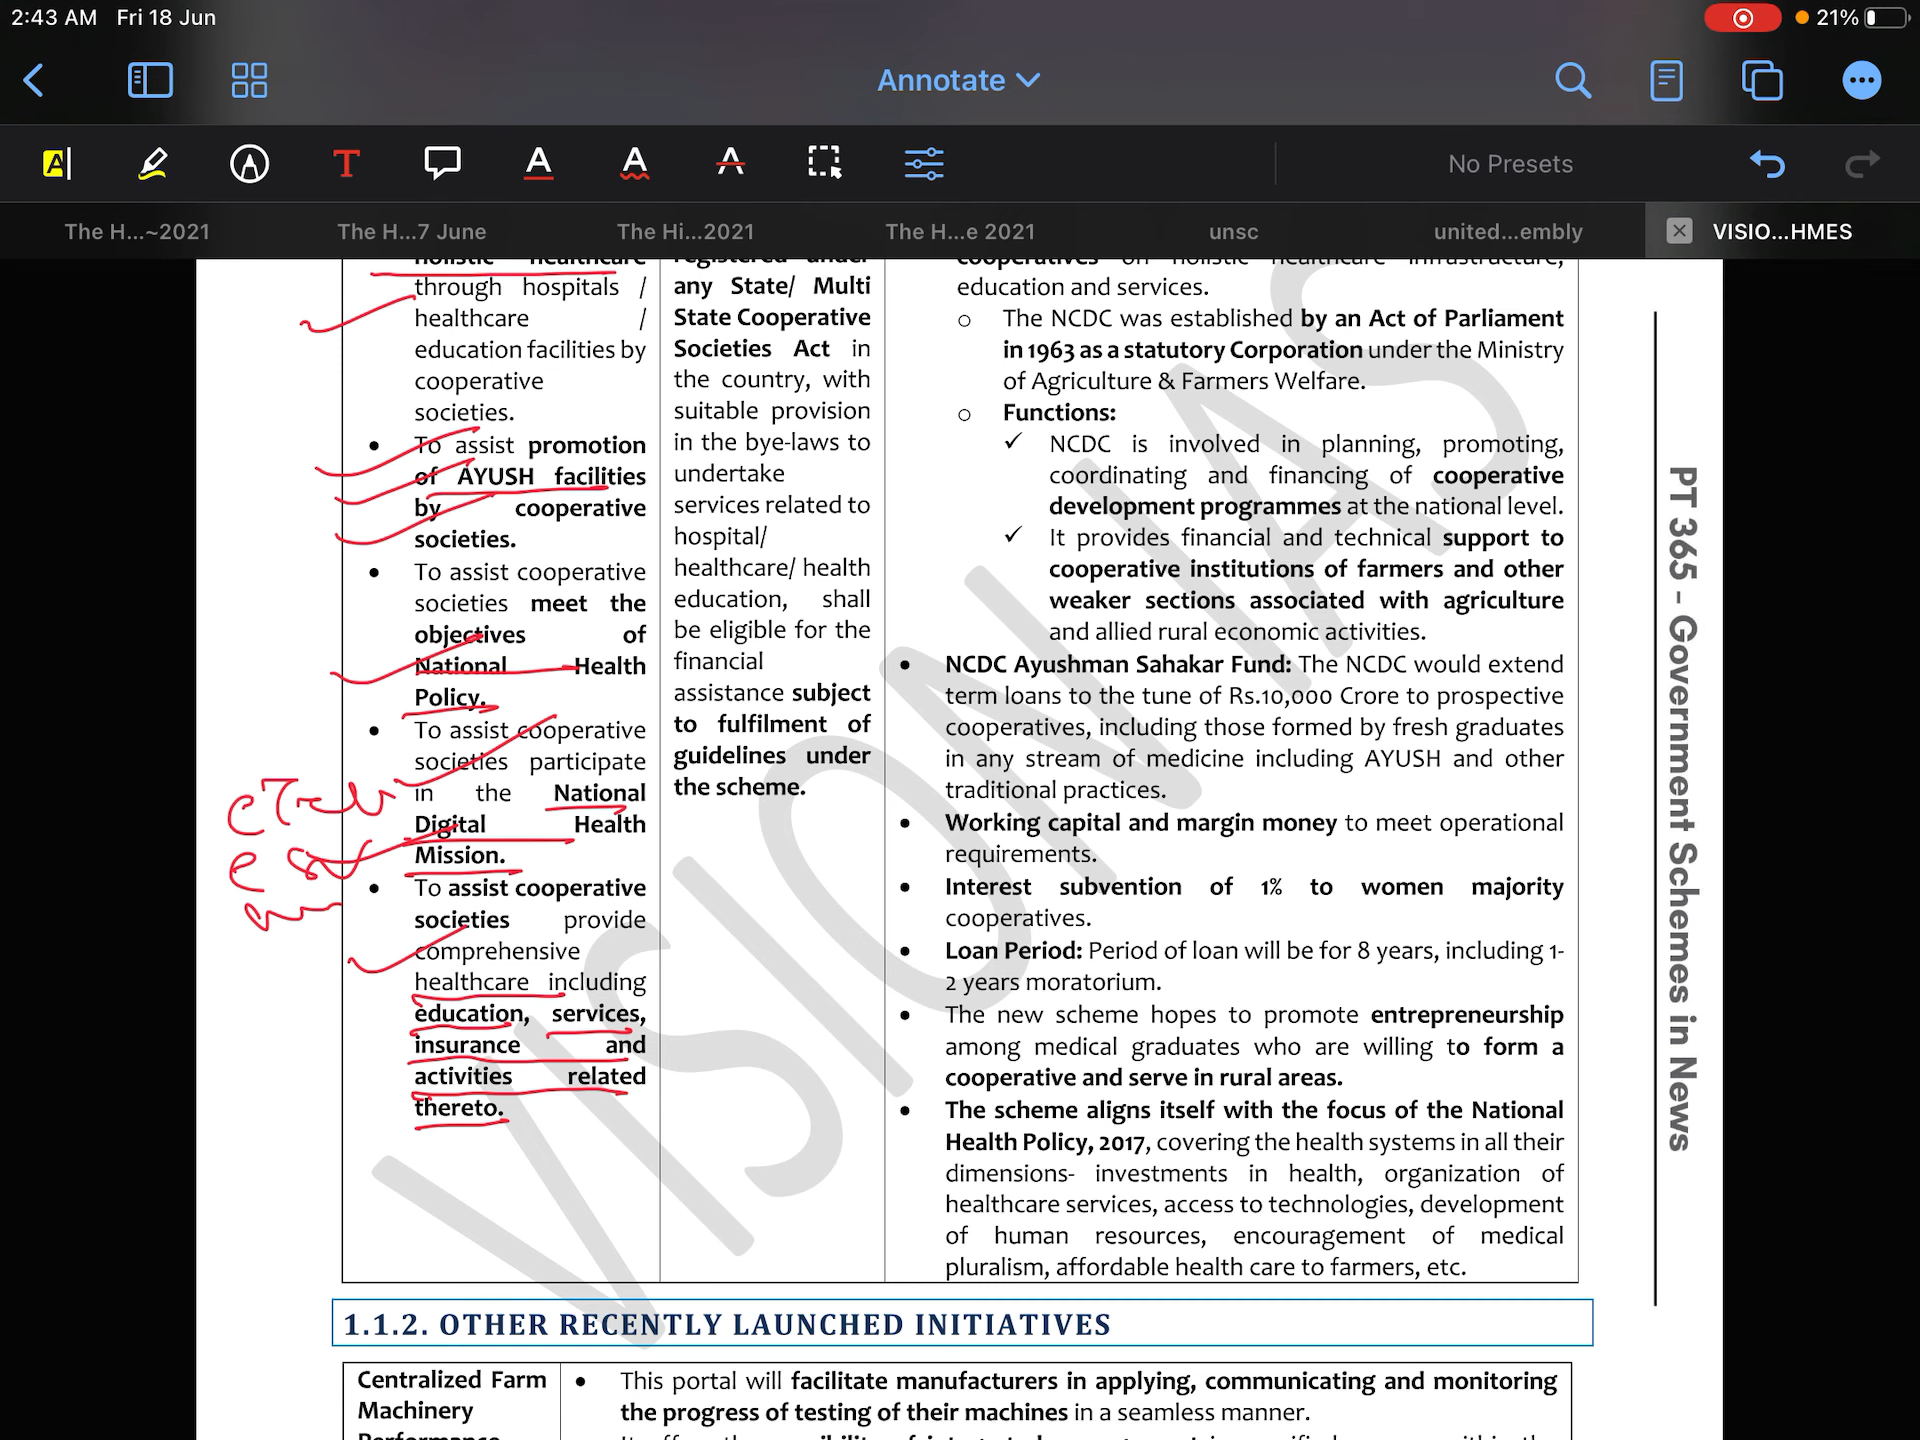 2:43 AM Fri 18 Jun
21%
Annotate
No Presets
The H...~2021
The H...7 June
The Hi...2021
The H...e 2021
unsc
united...embly
VISIO...HMES
holistic healthcare
through hospitals /
healthcare /
education facilities by
cooperative
societies.
• To assist promotion
of AYUSH facilities
by cooperative
societies.
• To assist cooperative
societies meet the
objectives of
National Health
Policy.
• To assist cooperative
societies participate
in the National
Digital Health
Mission.
• To assist cooperative
societies provide
comprehensive
healthcare including
education, services,
insurance and
activities related
thereto.
registered under
any State/ Multi
State Cooperative
Societies Act in
the country, with
suitable provision
in the bye-laws to
undertake
services related to
hospital/
healthcare/ health
education, shall
be eligible for the
financial
assistance subject
to fulfilment of
guidelines under
the scheme.
cooperatives on holistic healthcare infrastructure,
education and services.
o The NCDC was established by an Act of Parliament
in 1963 as a statutory Corporation under the Ministry
of Agriculture & Farmers Welfare.
o Functions:
✓ NCDC is involved in planning, promoting,
coordinating and financing of cooperative
development programmes at the national level.
✓ It provides financial and technical support to
cooperative institutions of farmers and other
weaker sections associated with agriculture
and allied rural economic activities.
• NCDC Ayushman Sahakar Fund: The NCDC would extend
term loans to the tune of Rs.10,000 Crore to prospective
cooperatives, including those formed by fresh graduates
in any stream of medicine including AYUSH and other
traditional practices.
• Working capital and margin money to meet operational
requirements.
• Interest subvention of 1% to women majority
cooperatives.
• Loan Period: Period of loan will be for 8 years, including 1-
2 years moratorium.
• The new scheme hopes to promote entrepreneurship
among medical graduates who are willing to form a
cooperative and serve in rural areas.
• The scheme aligns itself with the focus of the National
Health Policy, 2017, covering the health systems in all their
dimensions- investments in health, organization of
healthcare services, access to technologies, development
of human resources, encouragement of medical
pluralism, affordable health care to farmers, etc.
PT 365 - Government Schemes in News
VISION IAS
1.1.2. OTHER RECENTLY LAUNCHED INITIATIVES
Centralized Farm
Machinery
Performance
• This portal will facilitate manufacturers in applying, communicating and monitoring
the progress of testing of their machines in a seamless manner.